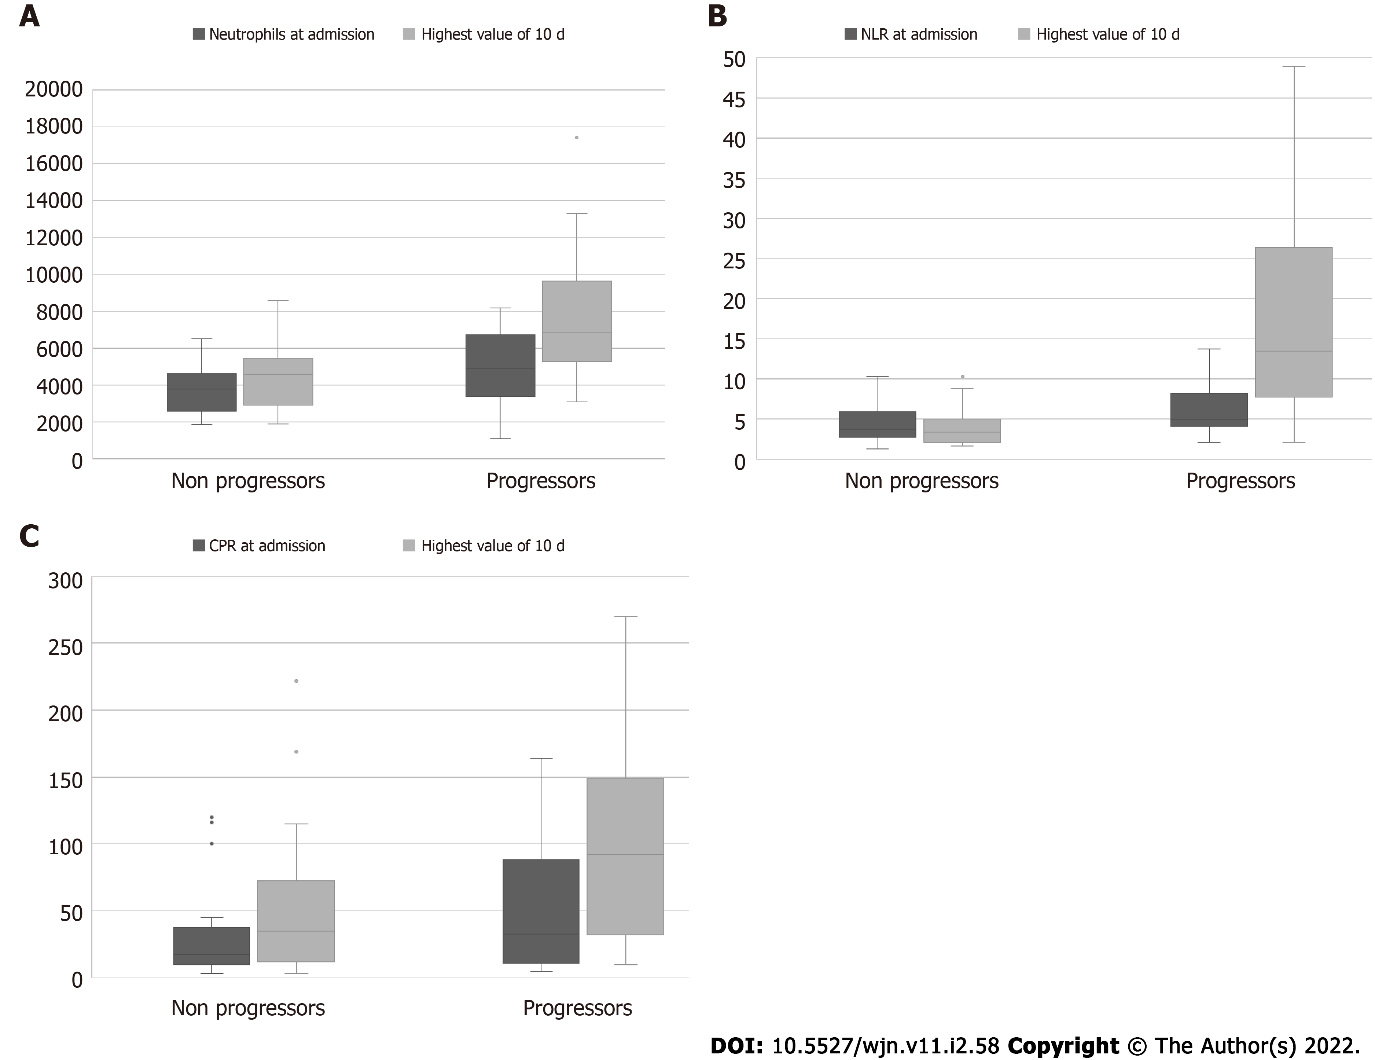 A
Neutrophils at admission Highest value of 10 d
20000
18000
16000
14000
12000
10000
8000
6000
4000
2000
0
Non progressors Progressors
B
NLR at admission Highest value of 10 d
50
45
40
35
30
25
20
15
10
5
0
Non progressors Progressors
C
CPR at admission Highest value of 10 d
300
250
200
150
100
50
0
Non progressors Progressors
DOI: 10.5527/wjn.v11.i2.58 Copyright © The Author(s) 2022.